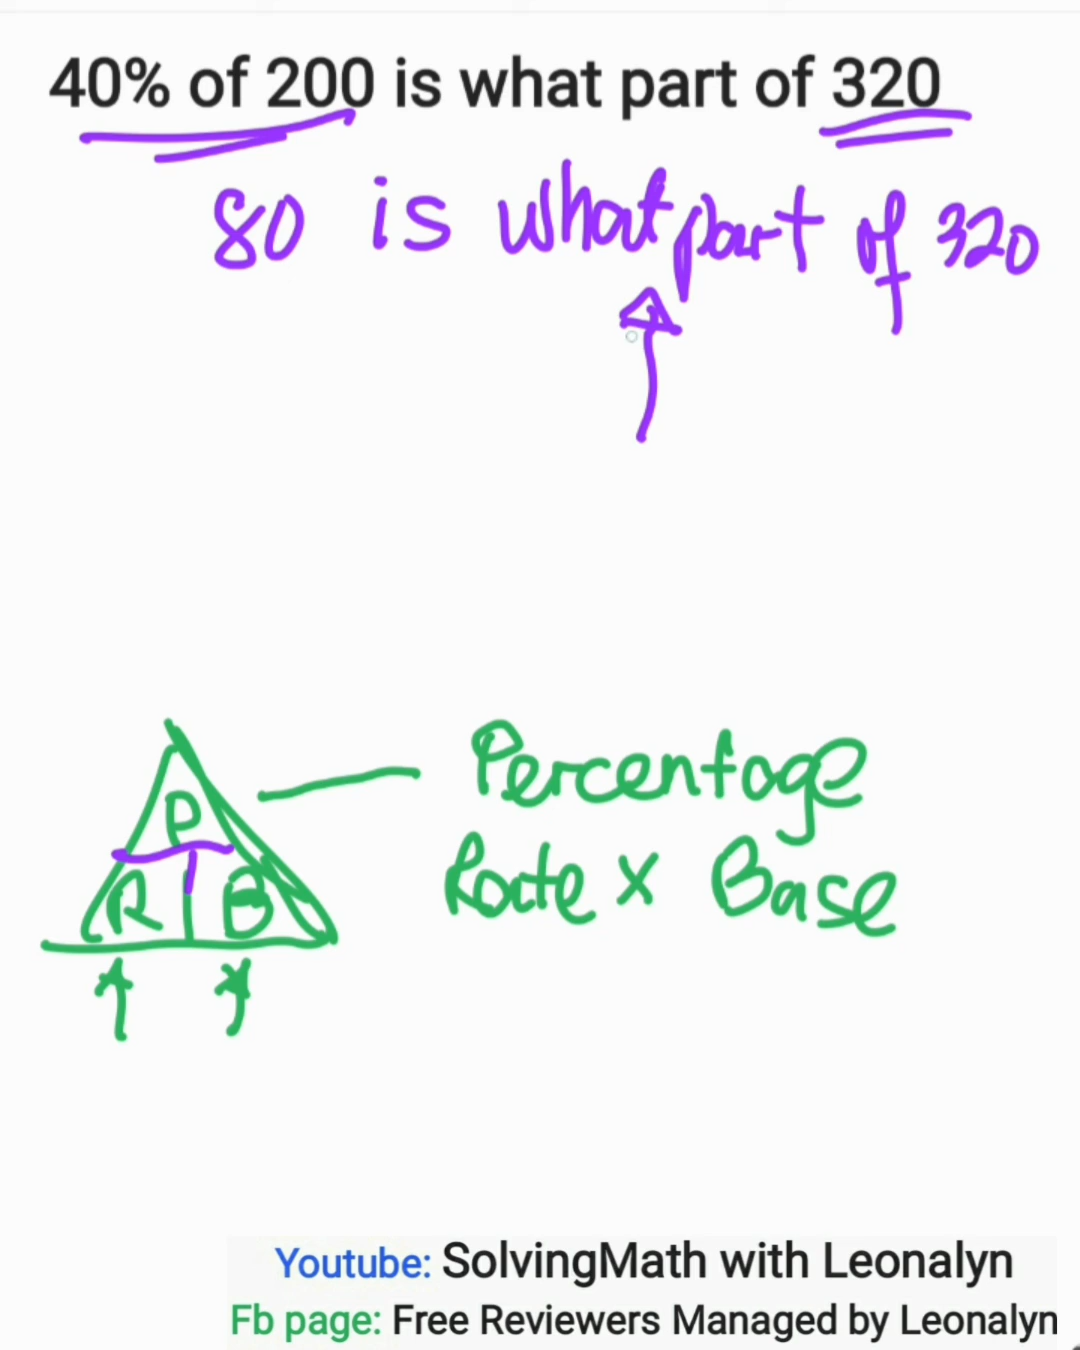 40% of 200 is what part of 320
80 is what part of 320
Percentage
P
Rate x Base
R B
Youtube: SolvingMath with Leonalyn
Fb page: Free Reviewers Managed by Leonalyn